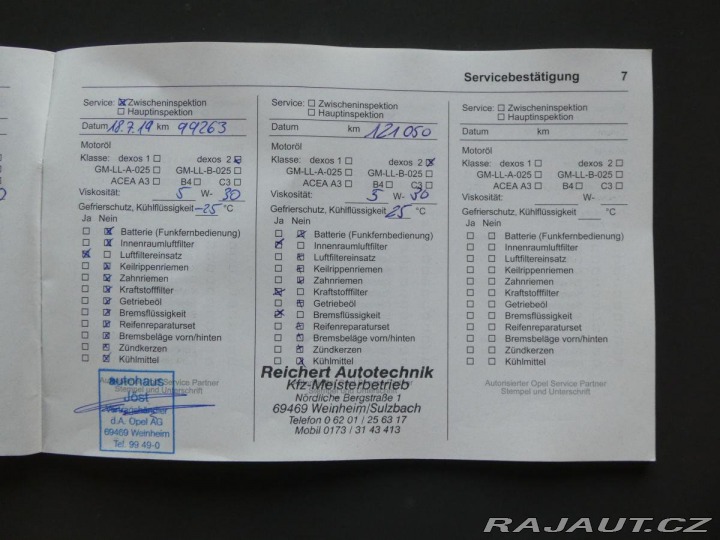 Servicebestätigung 7
Service: ☒ Zwischeninspektion
☐ Hauptinspektion
Datum 18.7.19 km 99263
Motoröl
Klasse: dexos 1 ☐ dexos 2 ☒
GM-LL-A-025 ☐ GM-LL-B-025 ☐
ACEA A3 ☐ B4 ☐ C3 ☐
Viskosität: 5 W- 30
Gefrierschutz, Kühlflüssigkeit -25 °C
Ja Nein
☐ ☒ Batterie (Funkfernbedienung)
☐ ☒ Innenraumluftfilter
☒ ☐ Luftfiltereinsatz
☐ ☒ Keilrippenriemen
☐ ☒ Zahnriemen
☐ ☒ Kraftstofffilter
☐ ☒ Getriebeöl
☐ ☒ Bremsflüssigkeit
☐ ☒ Reifenreparaturset
☐ ☒ Bremsbeläge vorn/hinten
☐ ☒ Zündkerzen
☐ ☒ Kühlmittel
autohaus
Jöst
d.A. Opel AG
69469 Weinheim
Tel. 99 49-0
Service: ☐ Zwischeninspektion
☐ Hauptinspektion
Datum km 121050
Motoröl
Klasse: dexos 1 ☐ dexos 2 ☒
GM-LL-A-025 ☐ GM-LL-B-025 ☐
ACEA A3 ☐ B4 ☐ C3 ☐
Viskosität: 5 W- 30
Gefrierschutz, Kühlflüssigkeit 25 °C
Ja Nein
☐ ☒ Batterie (Funkfernbedienung)
☒ ☐ Innenraumluftfilter
☐ ☒ Luftfiltereinsatz
☐ ☒ Keilrippenriemen
☐ ☒ Zahnriemen
☒ ☐ Kraftstofffilter
☐ ☒ Getriebeöl
☒ ☐ Bremsflüssigkeit
☐ ☒ Reifenreparaturset
☐ ☒ Bremsbeläge vorn/hinten
☐ ☒ Zündkerzen
☐ ☒ Kühlmittel
Reichert Autotechnik
Kfz-Meisterbetrieb
Nördliche Bergstraße 1
69469 Weinheim/Sulzbach
Telefon 0 62 01 / 25 63 17
Mobil 0173 / 31 43 413
Service: ☐ Zwischeninspektion
☐ Hauptinspektion
Datum km
Motoröl
Klasse: dexos 1 ☐ dexos 2 ☐
GM-LL-A-025 ☐ GM-LL-B-025 ☐
ACEA A3 ☐ B4 ☐ C3 ☐
Viskosität: W-
Gefrierschutz, Kühlflüssigkeit °C
Ja Nein
☐ ☐ Batterie (Funkfernbedienung)
☐ ☐ Innenraumluftfilter
☐ ☐ Luftfiltereinsatz
☐ ☐ Keilrippenriemen
☐ ☐ Zahnriemen
☐ ☐ Kraftstofffilter
☐ ☐ Getriebeöl
☐ ☐ Bremsflüssigkeit
☐ ☐ Reifenreparaturset
☐ ☐ Bremsbeläge vorn/hinten
☐ ☐ Zündkerzen
☐ ☐ Kühlmittel
Autorisierter Opel Service Partner
Stempel und Unterschrift
RAJAUT.CZ